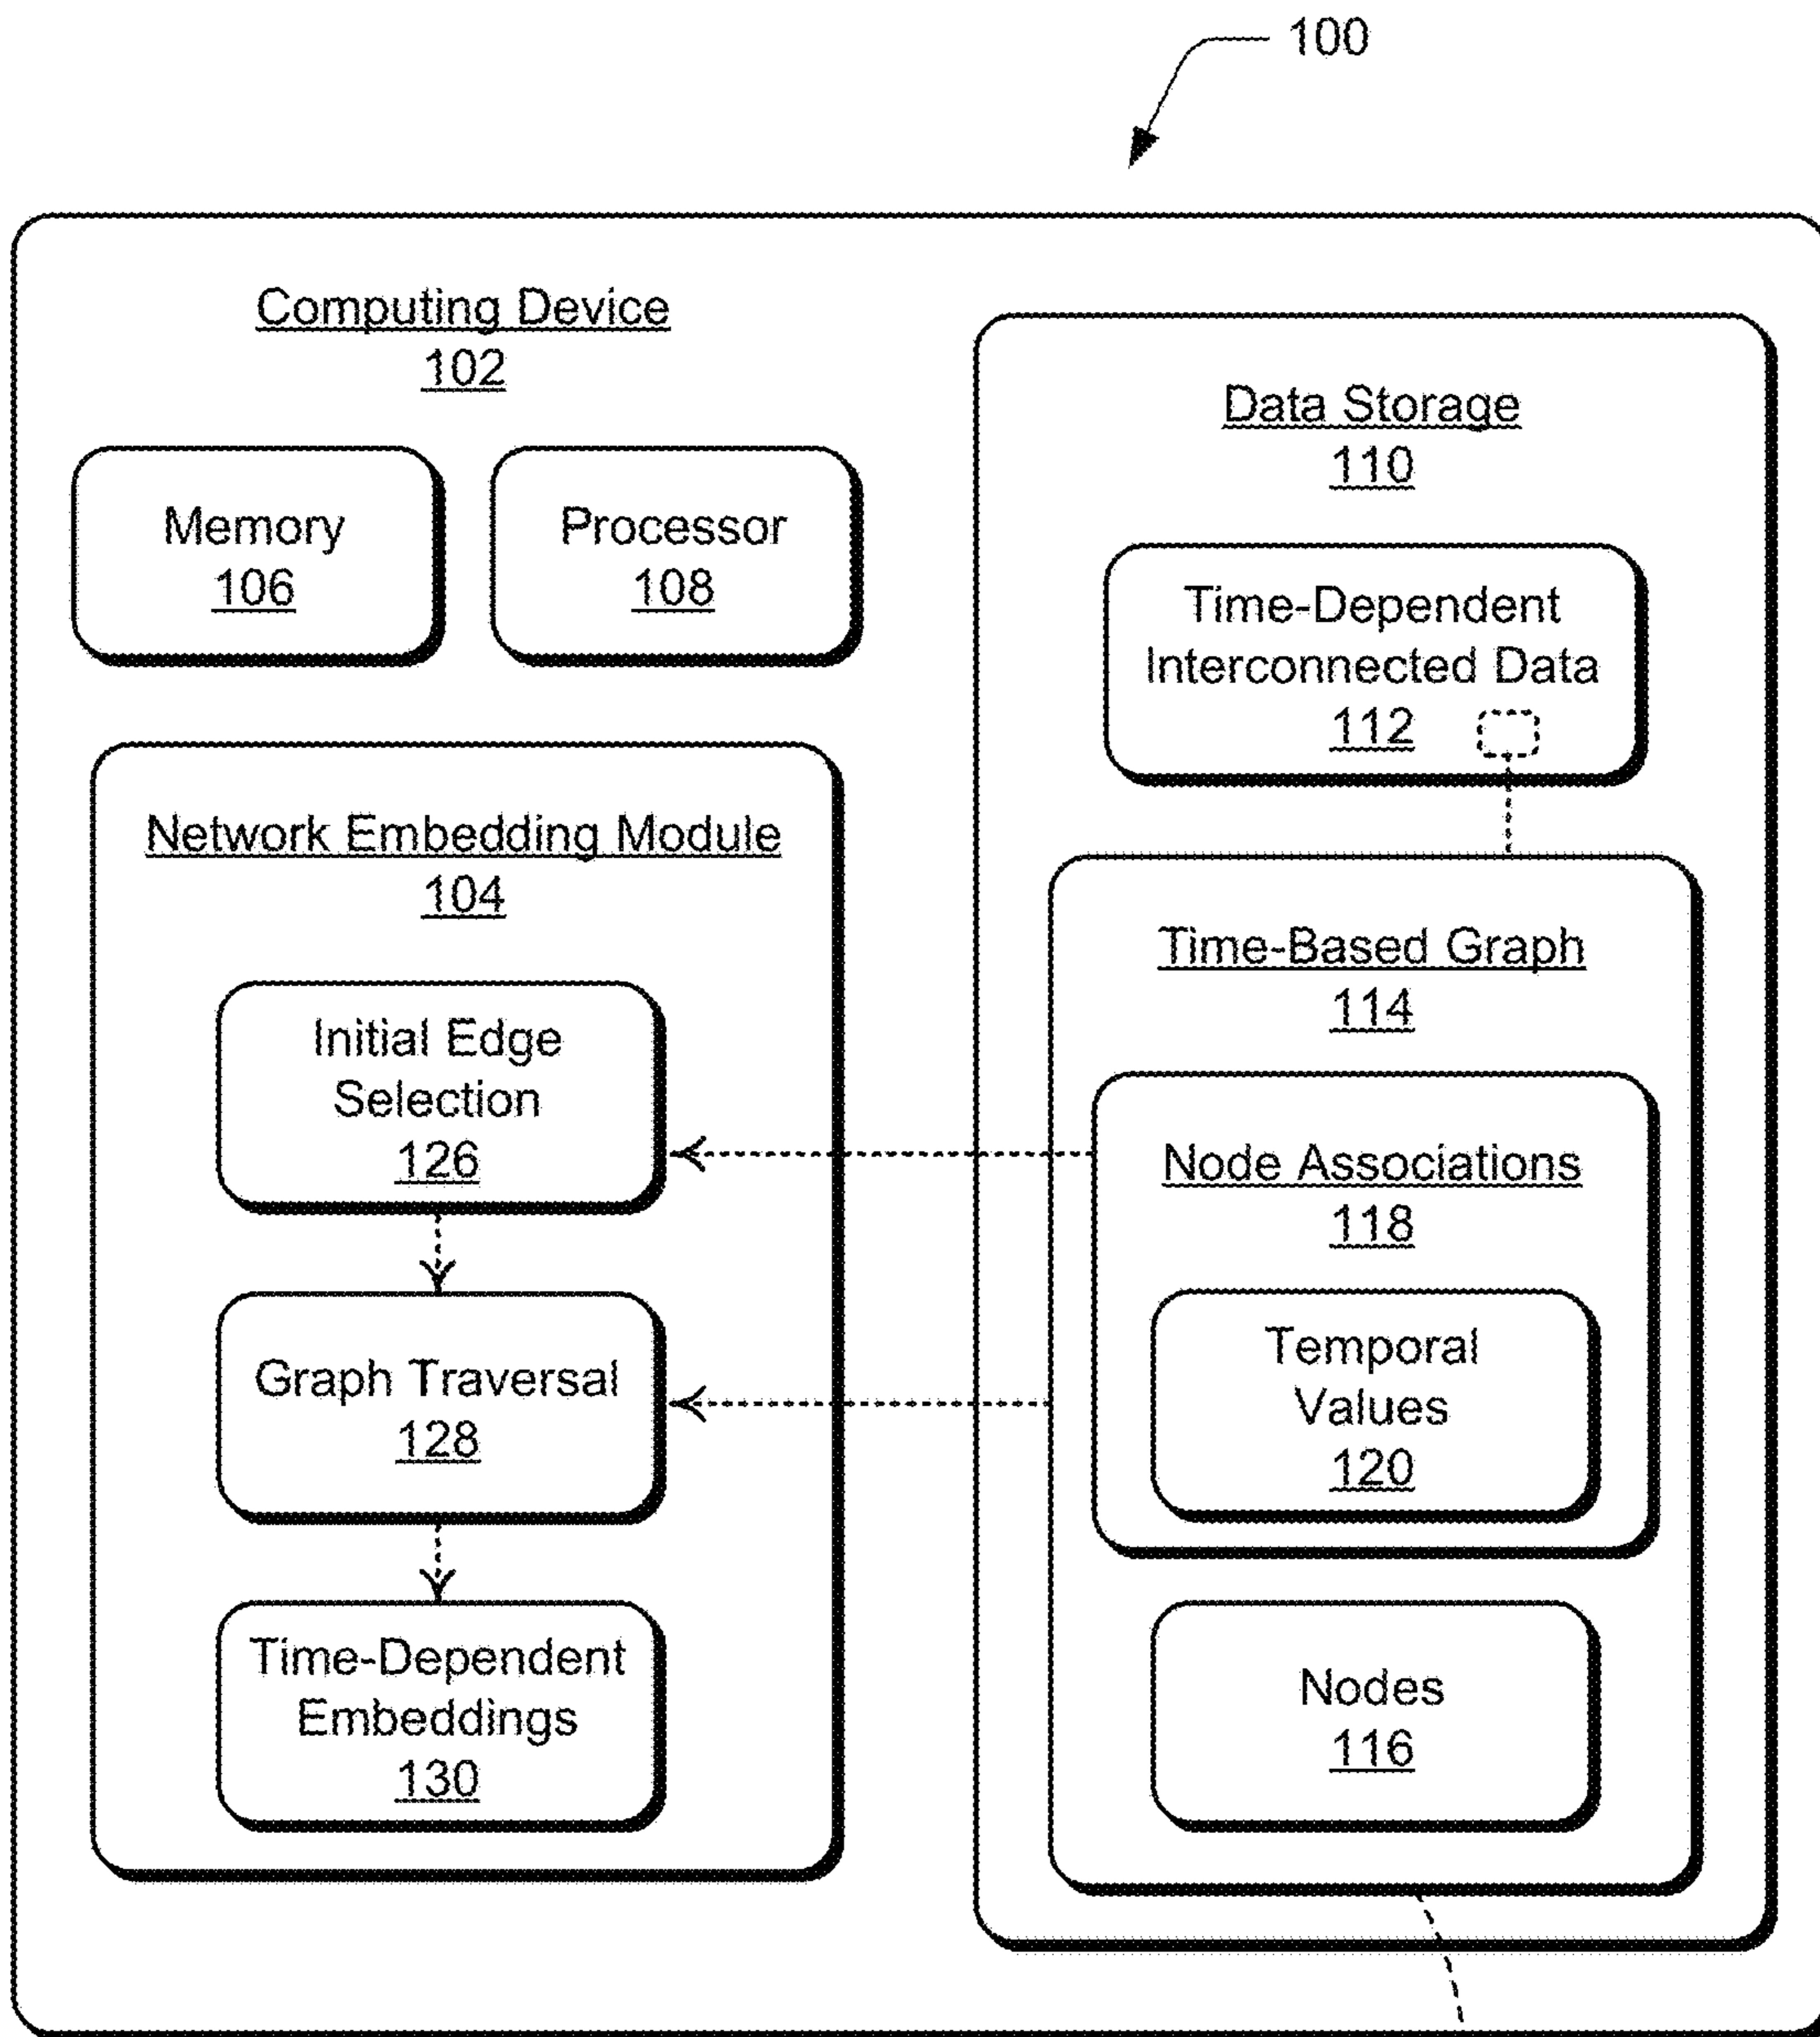 100
Computing Device
102
Memory
106
Processor
108
Network Embedding Module
104
Initial Edge
Selection
126
Graph Traversal
128
Time-Dependent
Embeddings
130
Data Storage
110
Time-Dependent
Interconnected Data
112
Time-Based Graph
114
Node Associations
118
Temporal
Values
120
Nodes
116